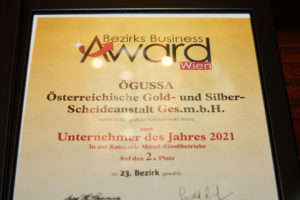 Bezirks Business
Award
Wien
ÖGUSSA
Österreichische Gold- und Silber-
Scheideanstalt Ges.m.b.H.
zum
Unternehmer des Jahres 2021
In der Kategorie Mittel-/Großbetriebe
Auf den 2. Platz
im 23. Bezirk gewählt.